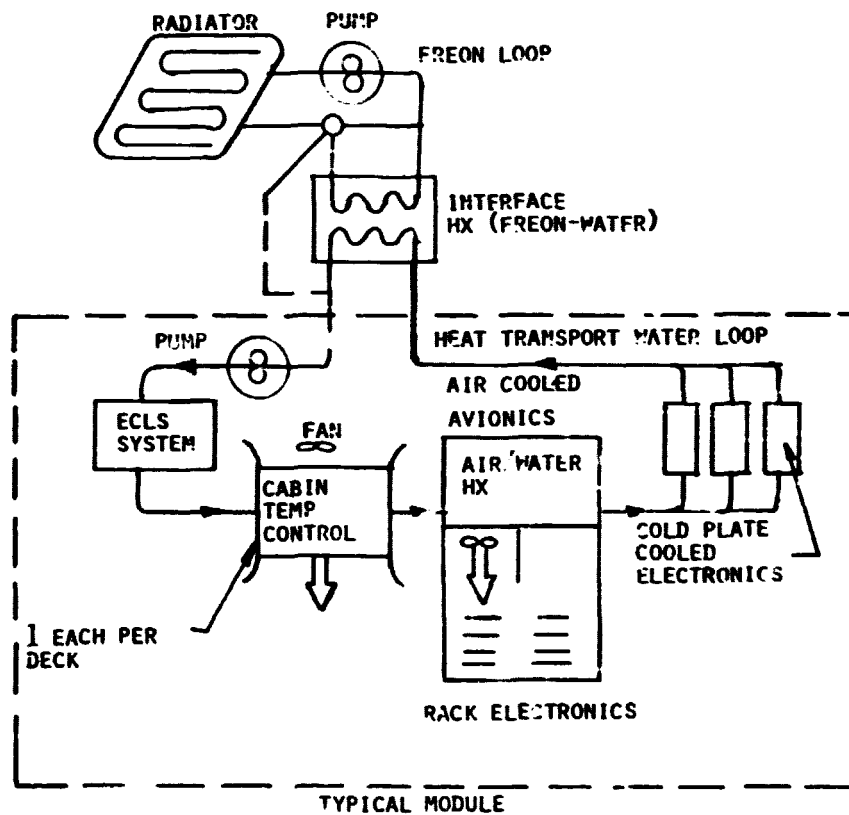 RADIATOR
PUMP
FREON LOOP
INTERFACE
HX (FREON-WATER)
PUMP
HEAT TRANSPORT WATER LOOP
AIR COOLED
AVIONICS
ECLS
SYSTEM
FAN
AIR/WATER
HX
CABIN
TEMP
CONTROL
COLD PLATE
COOLED
ELECTRONICS
1 EACH PER
DECK
RACK ELECTRONICS
TYPICAL MODULE